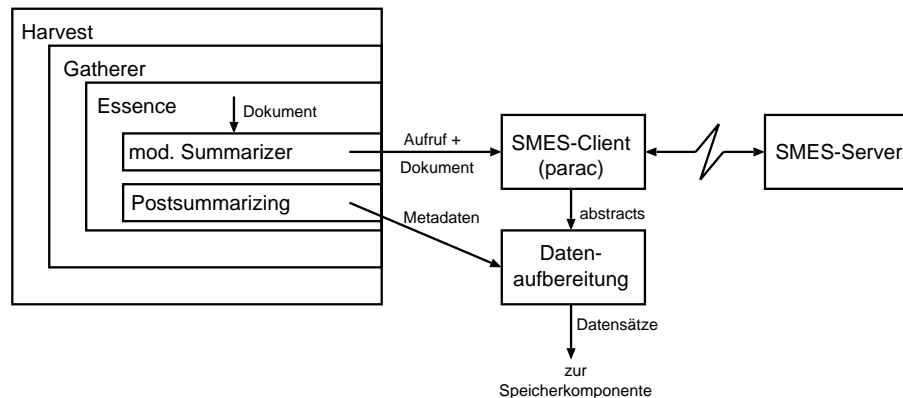 Harvest
Gatherer
Essence
Dokument
mod. Summarizer
Aufruf +
Dokument
SMES-Client
(parac)
SMES-Server
Postsummarizing
Metadaten
abstracts
Daten-
aufbereitung
Datensätze
zur
Speicherkomponente